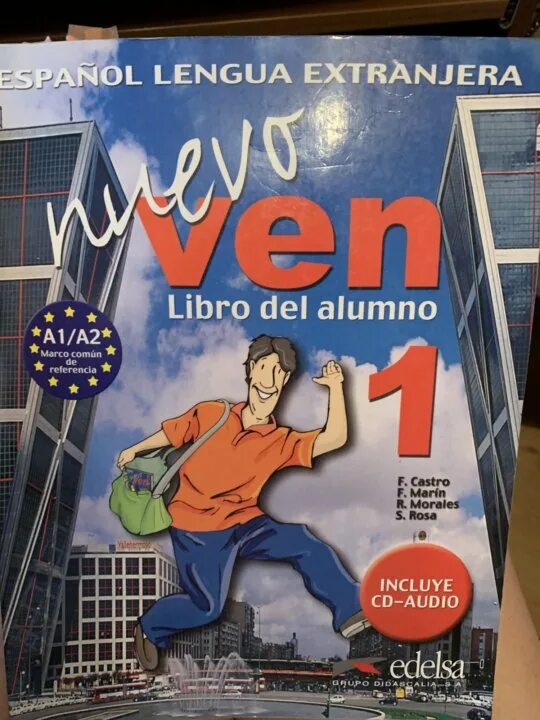 ESPAÑOL LENGUA EXTRANJERA
nuevo
ven
Libro del alumno
1
A1/A2
Marco común
de
referencia
F. Castro
F. Marín
R. Morales
S. Rosa
INCLUYE
CD-AUDIO
edelsa
GRUPO DIDASCALIA, S.A.